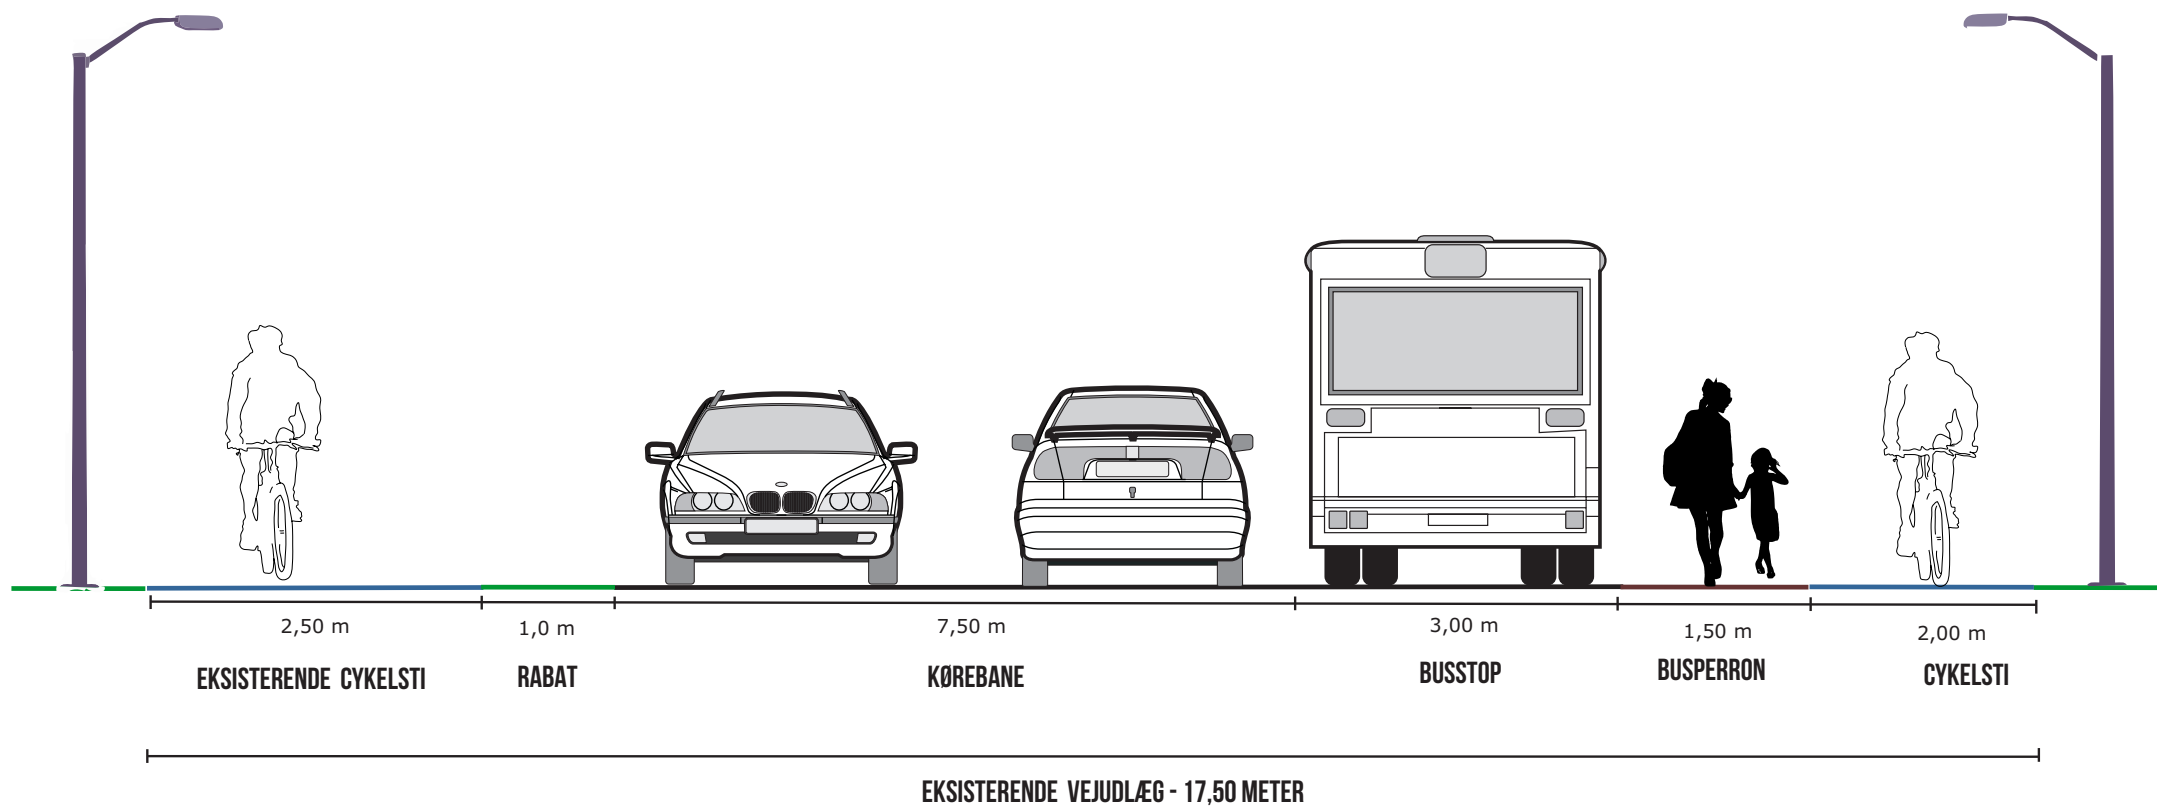 2,50 m
1,0 m
7,50 m
3,00 m
1,50 m
2,00 m
EKSISTERENDE CYKELSTI
RABAT
KØREBANE
BUSSTOP
BUSPERRON
CYKELSTI
EKSISTERENDE VEJUDLÆG - 17,50 METER